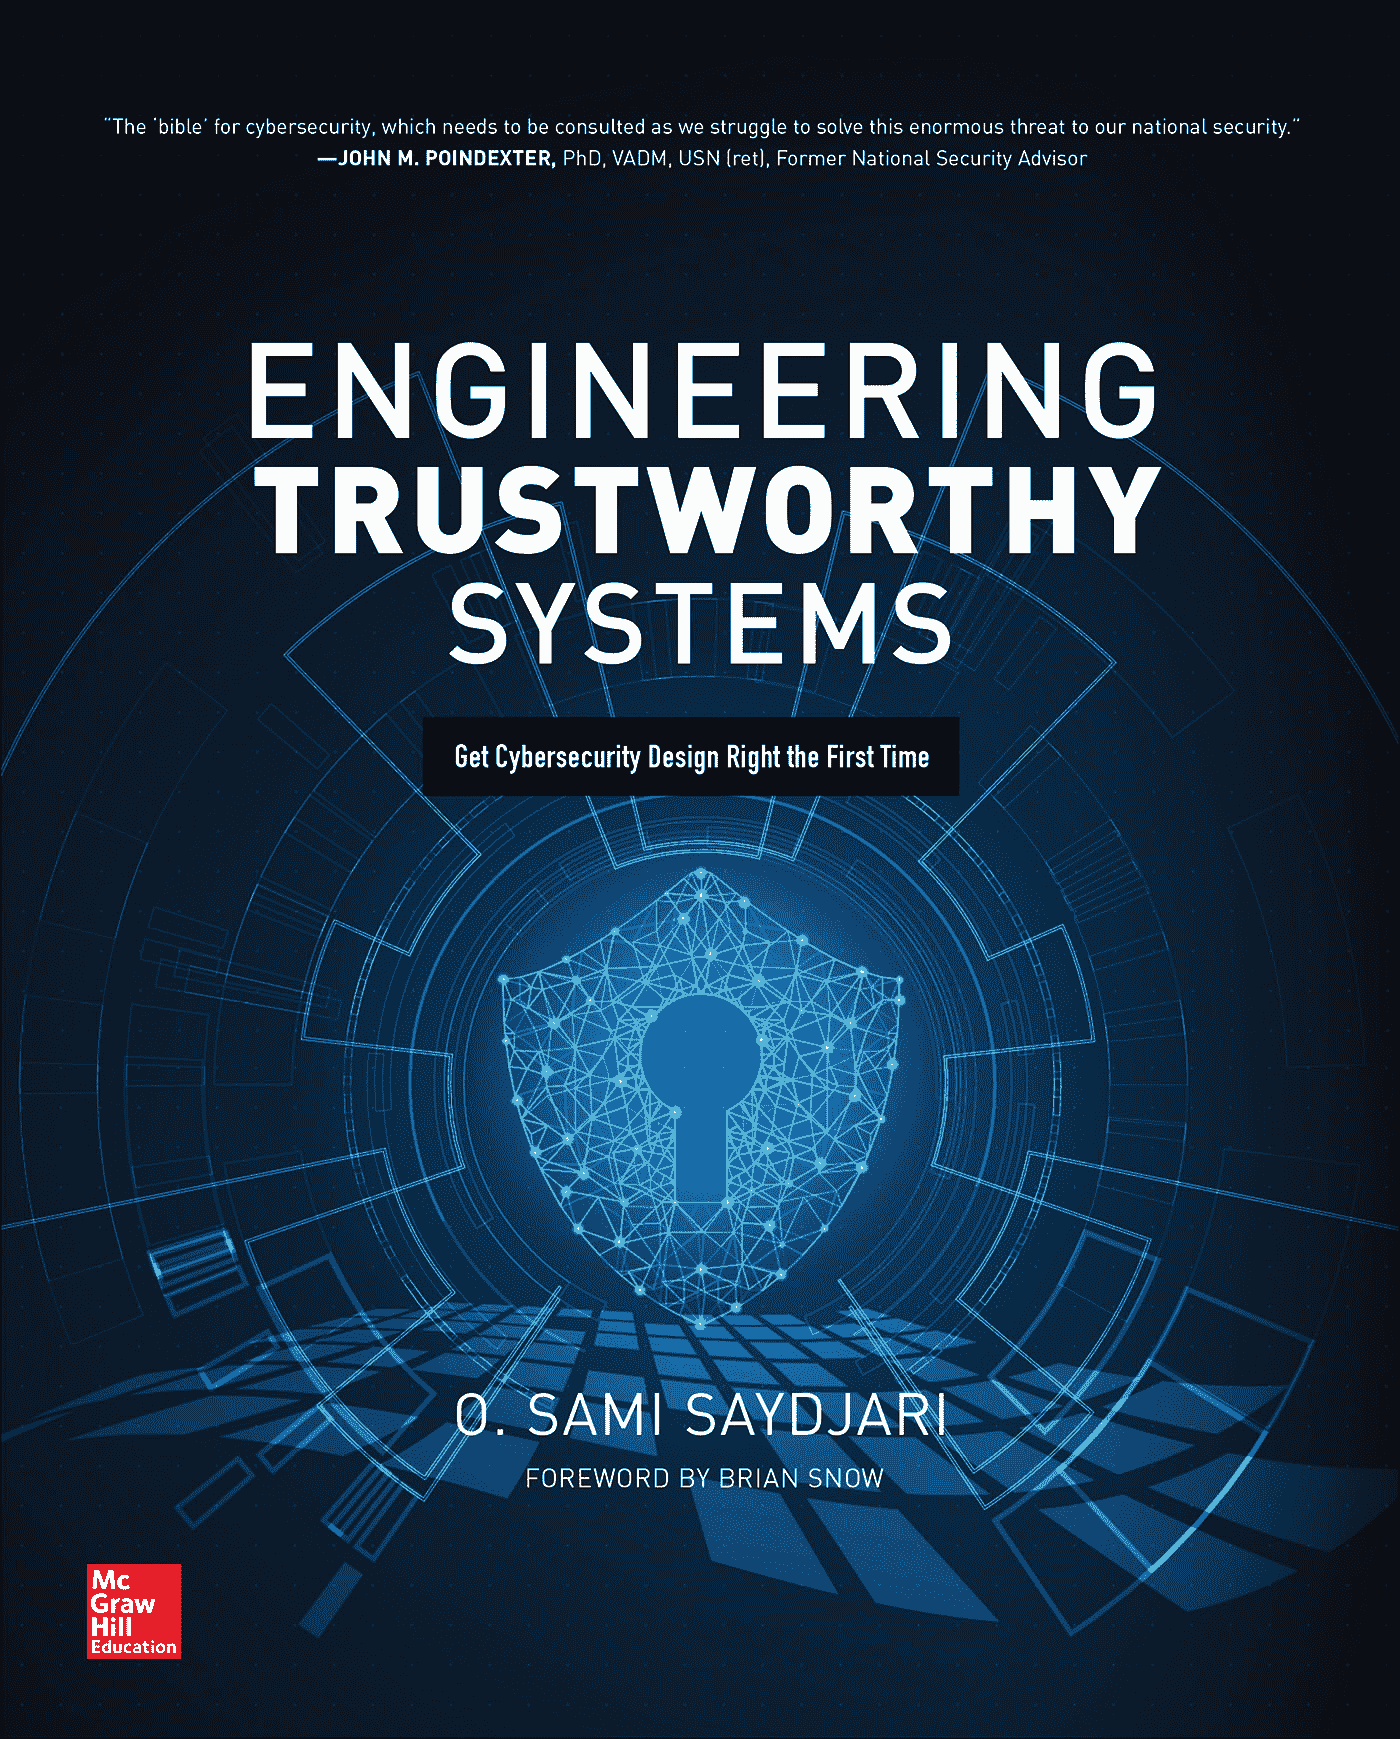 "The 'bible' for cybersecurity, which needs to be consulted as we struggle to solve this enormous threat to our national security."
—JOHN M. POINDEXTER, PhD, VADM, USN (ret), Former National Security Advisor
ENGINEERING
TRUSTWORTHY
SYSTEMS
Get Cybersecurity Design Right the First Time
O. SAMI SAYDJARI
FOREWORD BY BRIAN SNOW
Mc
Graw
Hill
Education